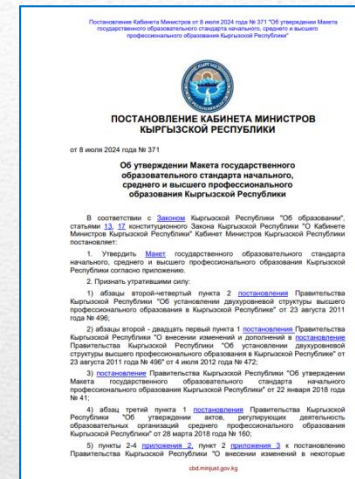 Постановление Кабинета Министров от 8 июля 2024 года № 371 "Об утверждении Макета
государственного образовательного стандарта начального, среднего и высшего
профессионального образования Кыргызской Республики"
ПОСТАНОВЛЕНИЕ КАБИНЕТА МИНИСТРОВ
КЫРГЫЗСКОЙ РЕСПУБЛИКИ
от 8 июля 2024 года № 371
Об утверждении Макета государственного
образовательного стандарта начального,
среднего и высшего профессионального
образования Кыргызской Республики
В соответствии с Законом Кыргызской Республики "Об образовании",
статьями 13, 17 конституционного Закона Кыргызской Республики "О Кабинете
Министров Кыргызской Республики" Кабинет Министров Кыргызской Республики
постановляет:
1. Утвердить Макет государственного образовательного стандарта
начального, среднего и высшего профессионального образования Кыргызской
Республики согласно приложению.
2. Признать утратившими силу:
1) абзацы второй-четвертый пункта 2 постановления Правительства
Кыргызской Республики "Об установлении двухуровневой структуры высшего
профессионального образования в Кыргызской Республике" от 23 августа 2011
года № 496;
2) абзацы второй - двадцать первый пункта 1 постановления Правительства
Кыргызской Республики "О внесении изменений и дополнений в постановление
Правительства Кыргызской Республики "Об установлении двухуровневой
структуры высшего профессионального образования в Кыргызской Республике" от
23 августа 2011 года № 496" от 4 июля 2012 года № 472;
3) постановление Правительства Кыргызской Республики "Об утверждении
Макета государственного образовательного стандарта начального
профессионального образования Кыргызской Республики" от 22 января 2018 года
№ 41;
4) абзац третий пункта 1 постановления Правительства Кыргызской
Республики "Об утверждении актов, регулирующих деятельность
образовательных организаций среднего профессионального образования
Кыргызской Республики" от 28 марта 2018 года № 160;
5) пункты 2-4 приложения 2, пункт 2 приложения 3 к постановлению
Правительства Кыргызской Республики "О внесении изменений в некоторые
cbd.minjust.gov.kg